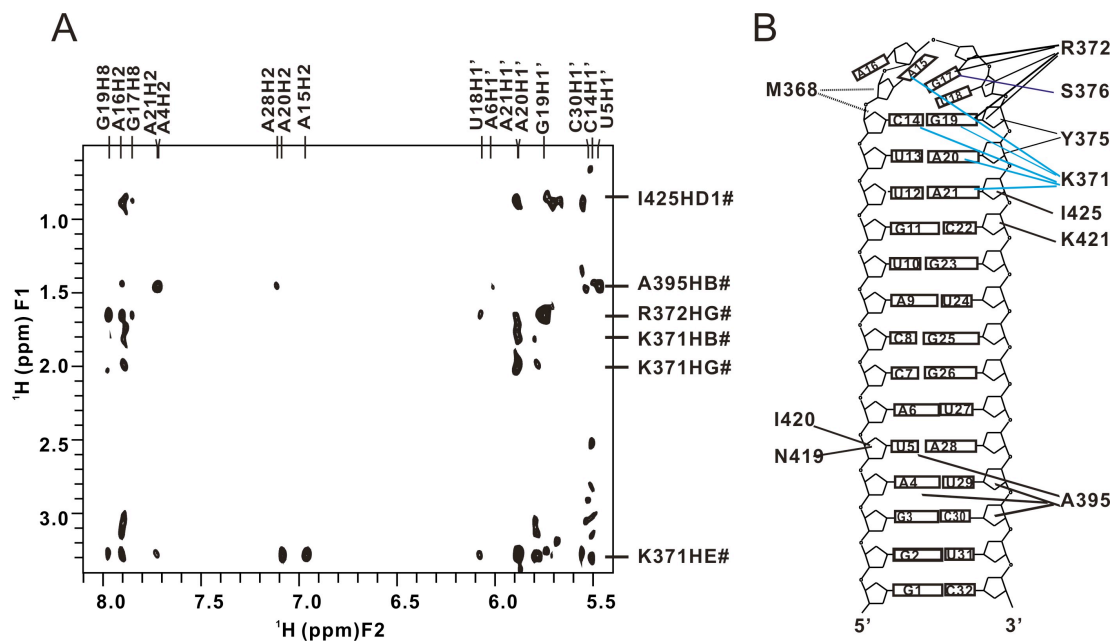 A
G19H8
A16H2
G17H8
A21H2
A4H2
A28H2
A20H2
A15H2
U18H1'
A6H1'
A21H1'
A20H1'
G19H1'
C30H1'
C14H1'
U5H1'
1.0
1.5
2.0
2.5
3.0
¹H (ppm) F1
8.0 7.5 7.0 6.5 6.0 5.5
¹H (ppm)F2
I425HD1#
A395HB#
R372HG#
K371HB#
K371HG#
K371HE#
B
A16 A15
G17
U18
M368
R372
S376
Y375
K371
I425
K421
C14 G19
U13 A20
U12 A21
G11 C22
U10 G23
A9 U24
C8 G25
C7 G26
A6 U27
I420
N419
U5 A28
A4 U29
A395
G3 C30
G2 U31
G1 C32
5' 3'